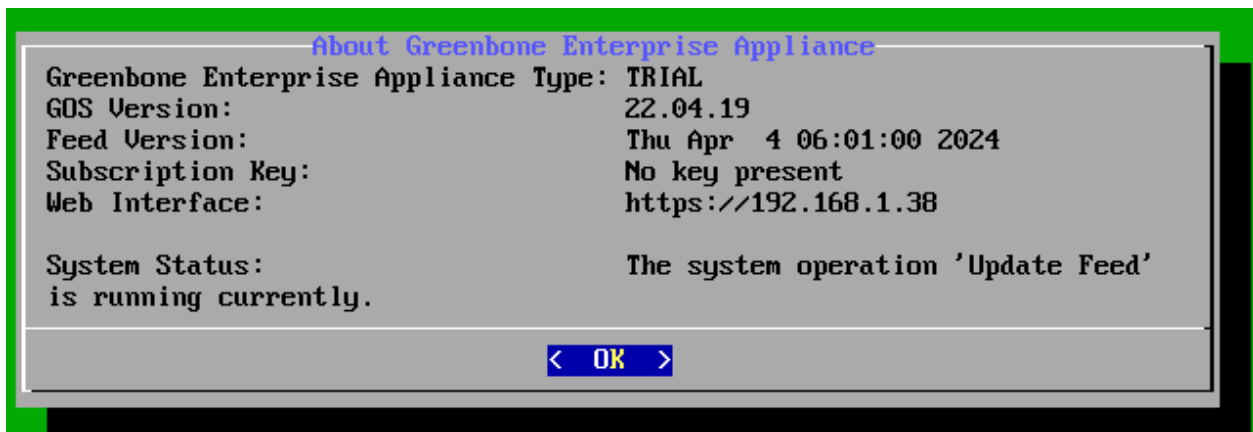 About Greenbone Enterprise Appliance
Greenbone Enterprise Appliance Type: TRIAL
GOS Version: 22.04.19
Feed Version: Thu Apr  4 06:01:00 2024
Subscription Key: No key present
Web Interface: https://192.168.1.38
System Status: The system operation 'Update Feed'
is running currently.
< OK >